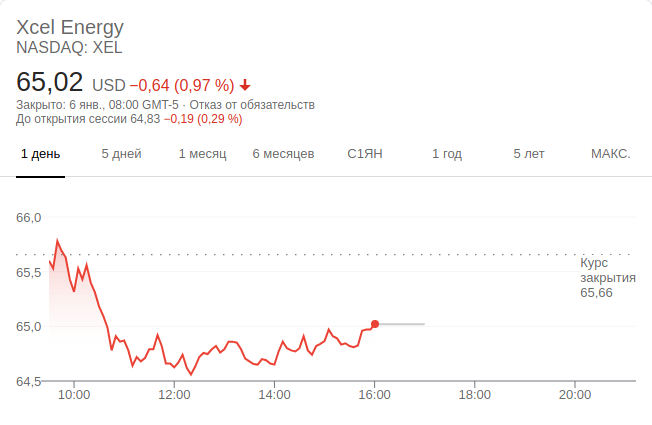 Xcel Energy
NASDAQ: XEL
65,02 USD −0,64 (0,97 %)
Закрыто: 6 янв., 08:00 GMT-5 · Отказ от обязательств
До открытия сессии 64,83 −0,19 (0,29 %)
1 день 5 дней 1 месяц 6 месяцев С1ЯН 1 год 5 лет МАКС.
66,0
Курс
закрытия
65,66
65,5
65,0
64,5
10:00 12:00 14:00 16:00 18:00 20:00